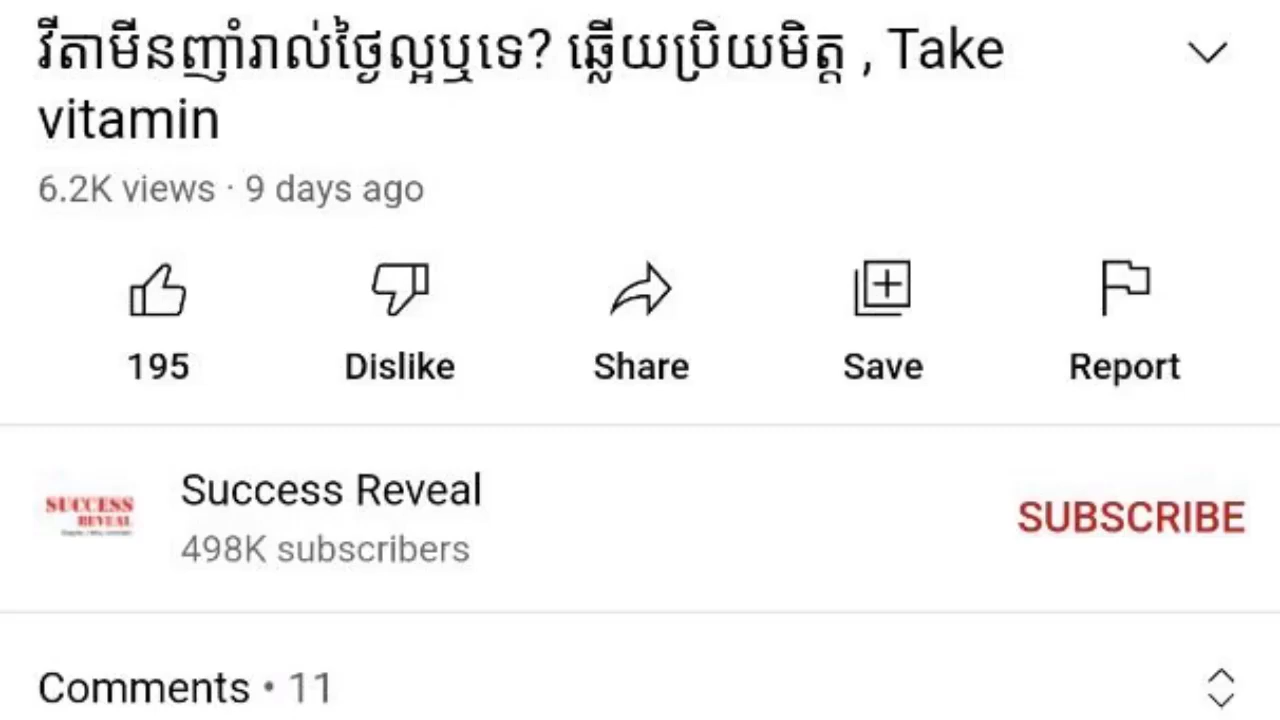 វីតាមីនញ៉ាំរាល់ថ្ងៃល្អឬទេ? ឆ្លើយប្រិយមិត្ត , Take
vitamin
6.2K views · 9 days ago
195
Dislike
Share
Save
Report
SUCCESS
REVEAL
Success Reveal
498K subscribers
SUBSCRIBE
Comments • 11